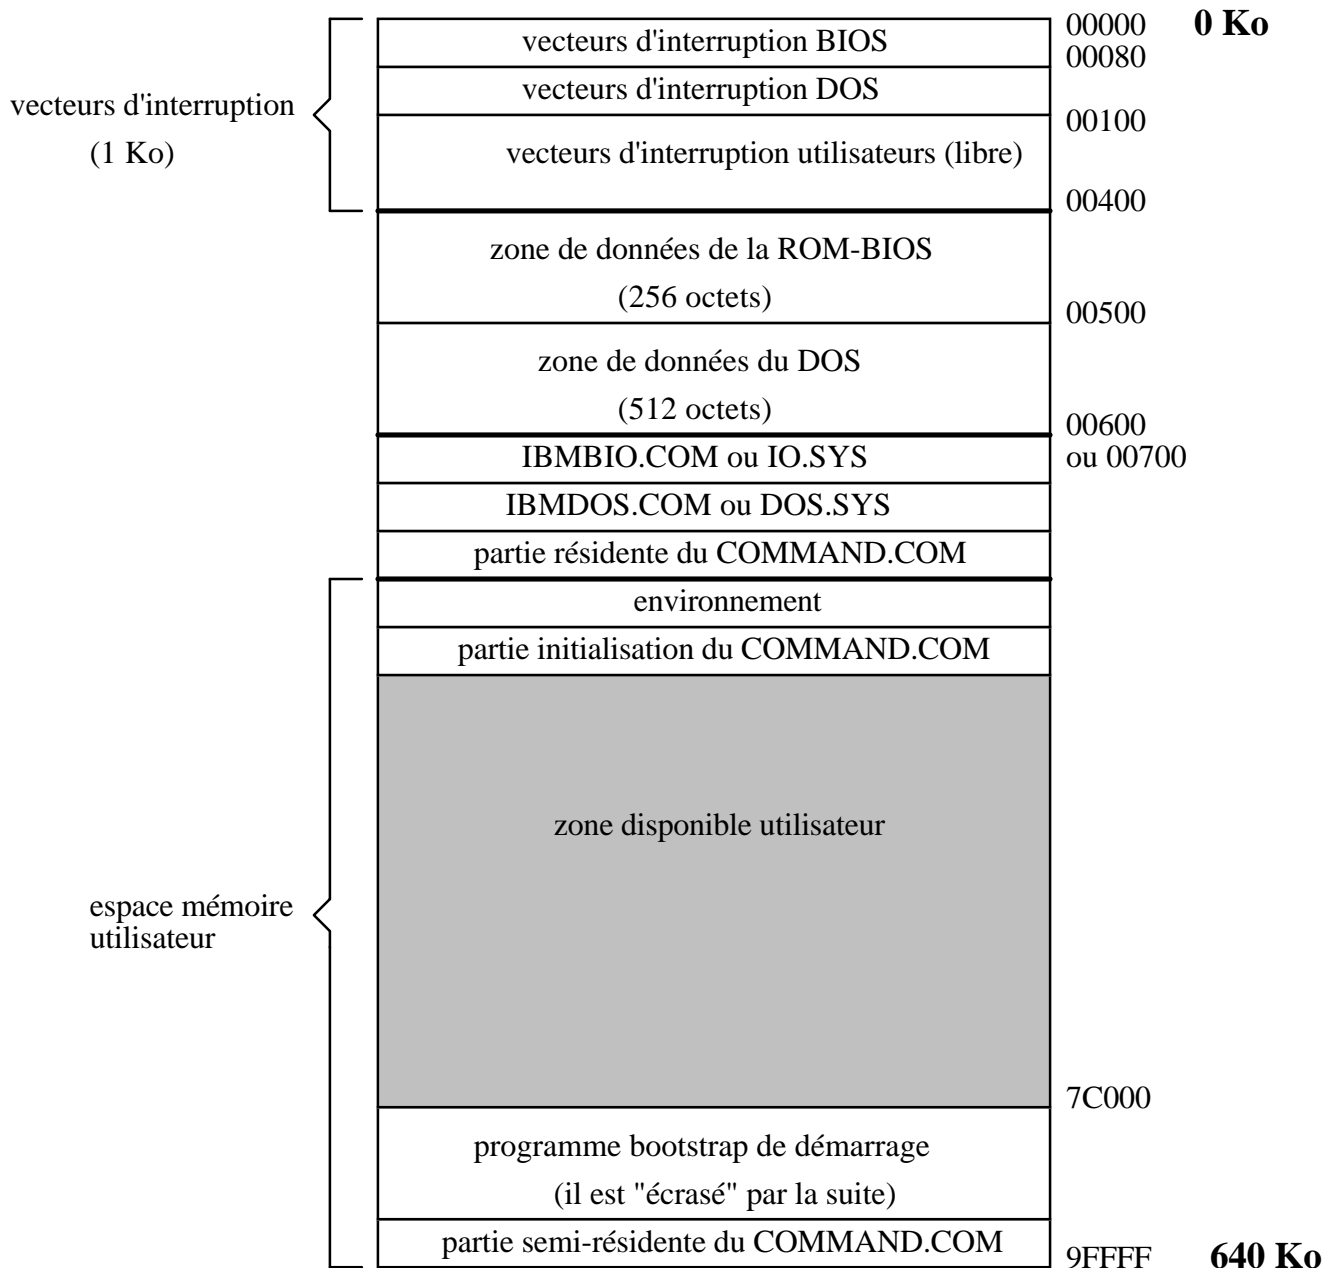 00000 0 Ko
vecteurs d'interruption BIOS
00080
vecteurs d'interruption DOS
vecteurs d'interruption
(1 Ko)
00100
vecteurs d'interruption utilisateurs (libre)
00400
zone de données de la ROM-BIOS
(256 octets)
00500
zone de données du DOS
(512 octets)
00600
ou 00700
IBMBIO.COM ou IO.SYS
IBMDOS.COM ou DOS.SYS
partie résidente du COMMAND.COM
environnement
partie initialisation du COMMAND.COM
zone disponible utilisateur
espace mémoire
utilisateur
7C000
programme bootstrap de démarrage
(il est "écrasé" par la suite)
partie semi-résidente du COMMAND.COM
9FFFF 640 Ko